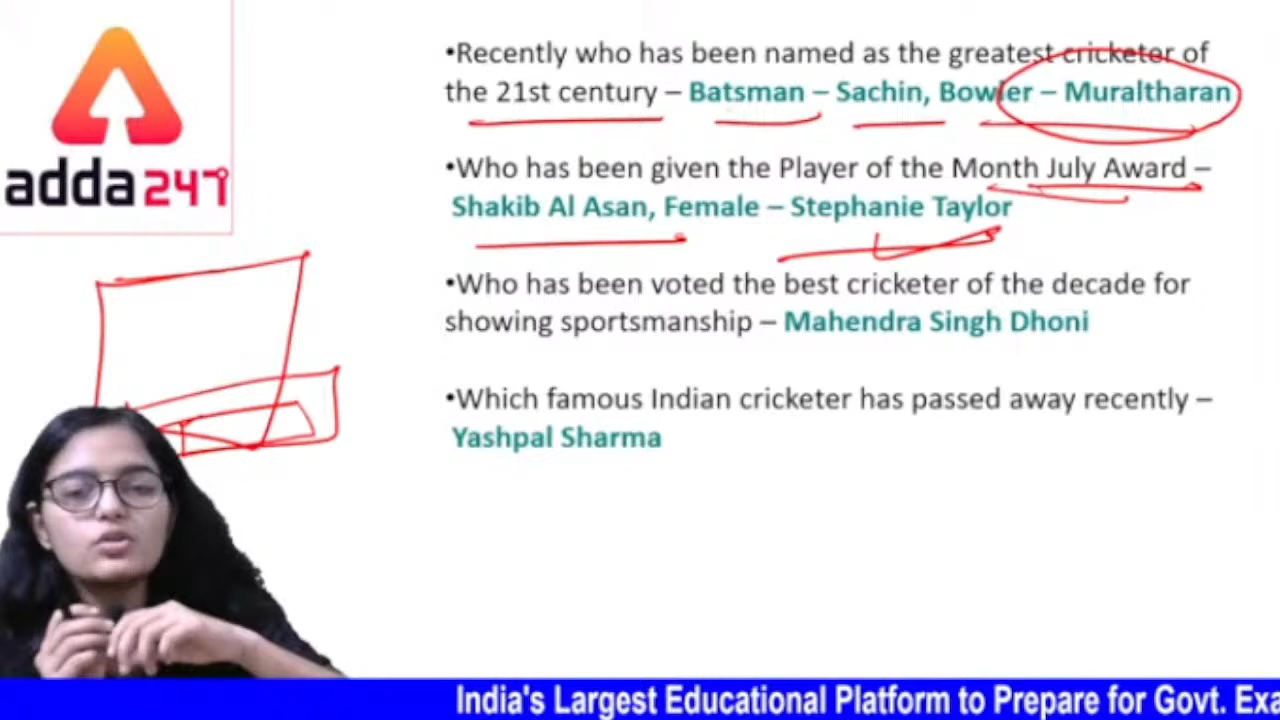 adda247
•Recently who has been named as the greatest cricketer of
the 21st century – Batsman – Sachin, Bowler – Muraltharan
•Who has been given the Player of the Month July Award –
Shakib Al Asan, Female – Stephanie Taylor
•Who has been voted the best cricketer of the decade for
showing sportsmanship – Mahendra Singh Dhoni
•Which famous Indian cricketer has passed away recently –
Yashpal Sharma
India's Largest Educational Platform to Prepare for Govt. Exa